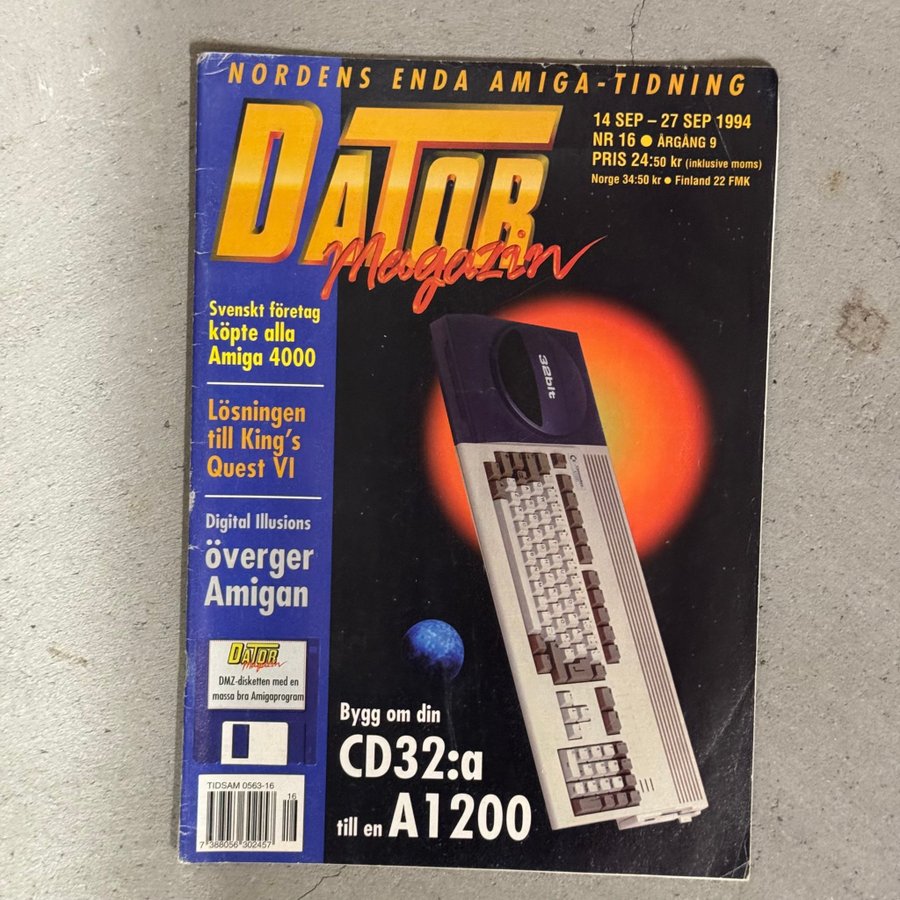 NORDENS ENDA AMIGA-TIDNING
DATOR
Magazin
14 SEP – 27 SEP 1994
NR 16 ● ÅRGÅNG 9
PRIS 24:50 kr (inklusive moms)
Norge 34:50 kr ● Finland 22 FMK
Svenskt företag
köpte alla
Amiga 4000
Lösningen
till King's
Quest VI
Digital Illusions
överger
Amigan
DATOR
Magazin
DMZ-disketten med en
massa bra Amigaprogram
32bit
Bygg om din
CD32:a
till en A1200
TIDSAM 0563-16
16
7 388056 302457